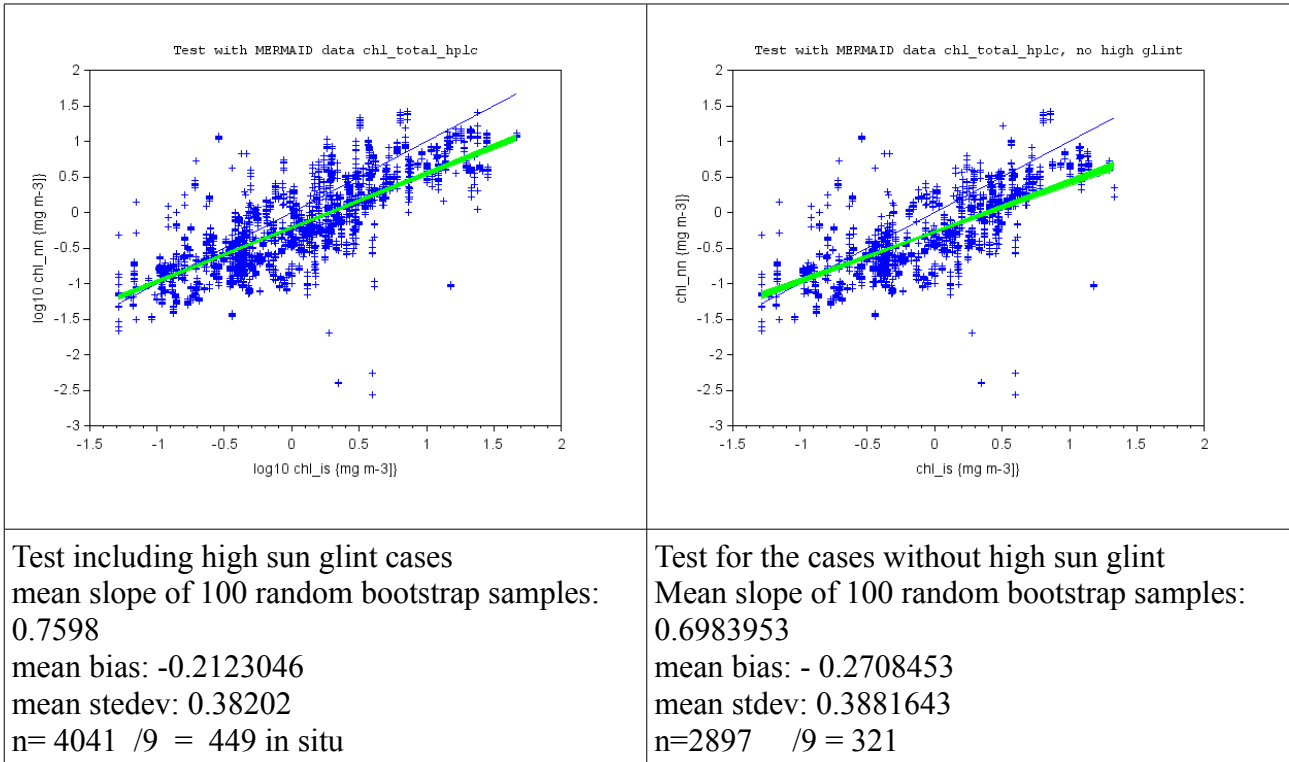 Test with MERMAID data chl_total_hplc
2
1.5
1
0.5
0
-0.5
-1
-1.5
-2
-2.5
-3
log10 chl_nn {mg m-3]}
-1.5 -1 -0.5 0 0.5 1 1.5 2
log10 chl_is {mg m-3]}
Test with MERMAID data chl_total_hplc, no high glint
2
1.5
1
0.5
0
-0.5
-1
-1.5
-2
-2.5
-3
chl_nn {mg m-3]}
-1.5 -1 -0.5 0 0.5 1 1.5 2
chl_is {mg m-3]}
Test including high sun glint cases
mean slope of 100 random bootstrap samples:
0.7598
mean bias: -0.2123046
mean stedev: 0.38202
n= 4041 /9 = 449 in situ
Test for the cases without high sun glint
Mean slope of 100 random bootstrap samples:
0.6983953
mean bias: - 0.2708453
mean stdev: 0.3881643
n=2897 /9 = 321